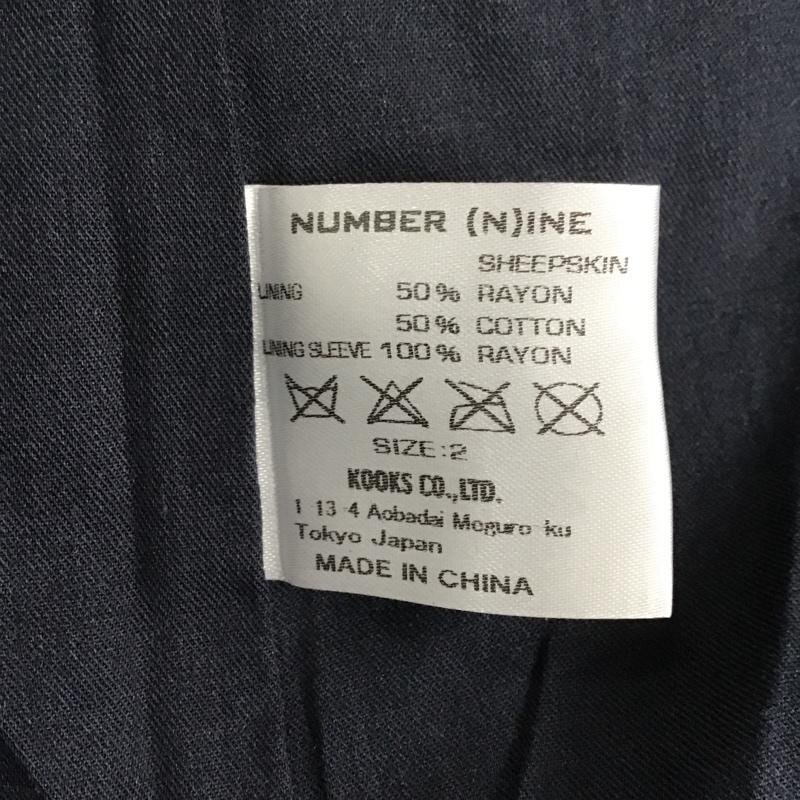 NUMBER (N)INE
SHEEPSKIN
LINING 50% RAYON
50% COTTON
LINING SLEEVE 100% RAYON
SIZE:2
KOOKS CO.,LTD.
1-13-4 Aobadai Meguro-ku
Tokyo Japan
MADE IN CHINA